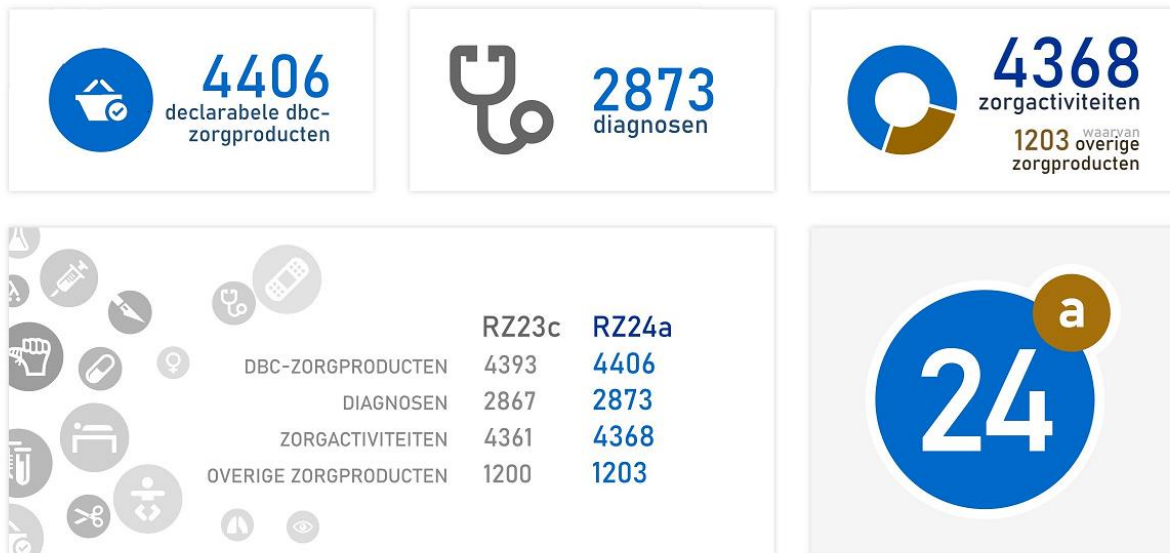 4406
declarabele dbc-
zorgproducten
2873
diagnosen
4368
zorgactiviteiten
waarvan
1203 overige
zorgproducten
RZ23c RZ24a
DBC-ZORGPRODUCTEN 4393 4406
DIAGNOSEN 2867 2873
ZORGACTIVITEITEN 4361 4368
OVERIGE ZORGPRODUCTEN 1200 1203
24
a